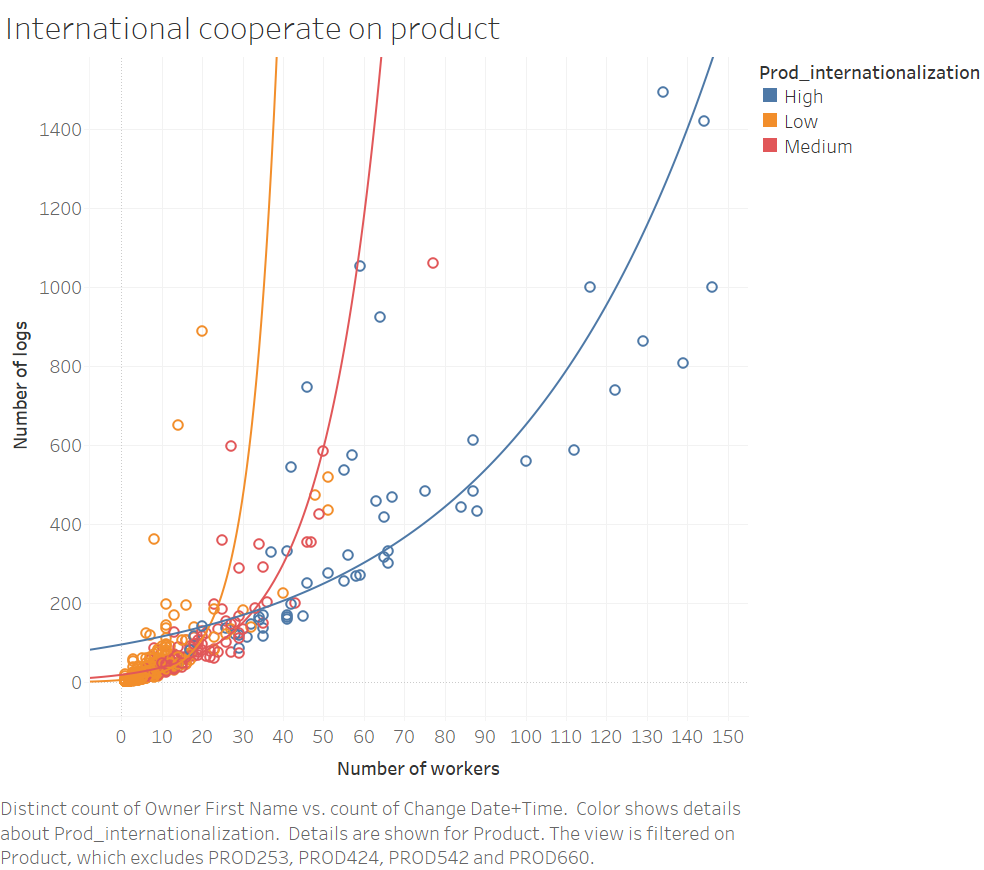 International cooperate on product
Prod_internationalization
High
Low
Medium
1400
1200
1000
800
600
400
200
0
Number of logs
0 10 20 30 40 50 60 70 80 90 100 110 120 130 140 150
Number of workers
Distinct count of Owner First Name vs. count of Change Date+Time. Color shows details
about Prod_internationalization. Details are shown for Product. The view is filtered on
Product, which excludes PROD253, PROD424, PROD542 and PROD660.